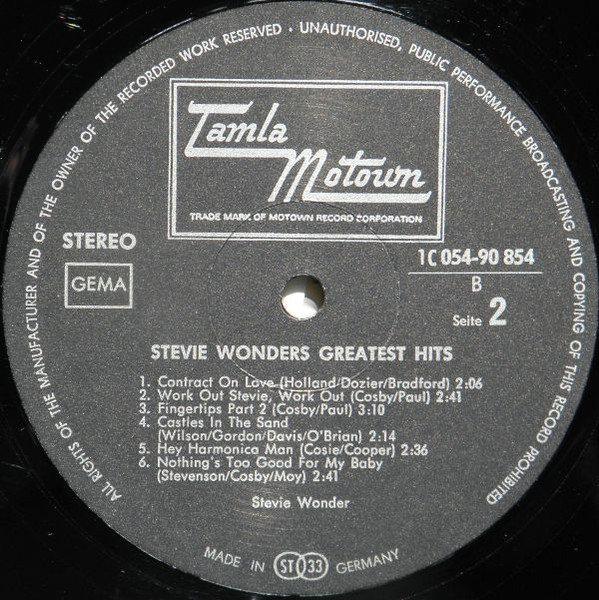 ALL RIGHTS OF THE MANUFACTURER AND OF THE OWNER OF THE RECORDED WORK RESERVED · UNAUTHORISED, PUBLIC PERFORMANCE BROADCASTING AND COPYING OF THIS RECORD PROHIBITED
Tamla
Motown
TRADE MARK OF MOTOWN RECORD CORPORATION
STEREO
GEMA
1C 054-90 854
B
Seite 2
STEVIE WONDERS GREATEST HITS
1. Contract On Love (Holland/Dozier/Bradford) 2:06
2. Work Out Stevie, Work Out (Cosby/Paul) 2:41
3. Fingertips Part 2 (Cosby/Paul) 3:10
4. Castles In The Sand
(Wilson/Gordon/Davis/O'Brian) 2:14
5. Hey Harmonica Man (Cosie/Cooper) 2:36
6. Nothing's Too Good For My Baby
(Stevenson/Cosby/Moy) 2:41
Stevie Wonder
MADE IN ST 33 GERMANY